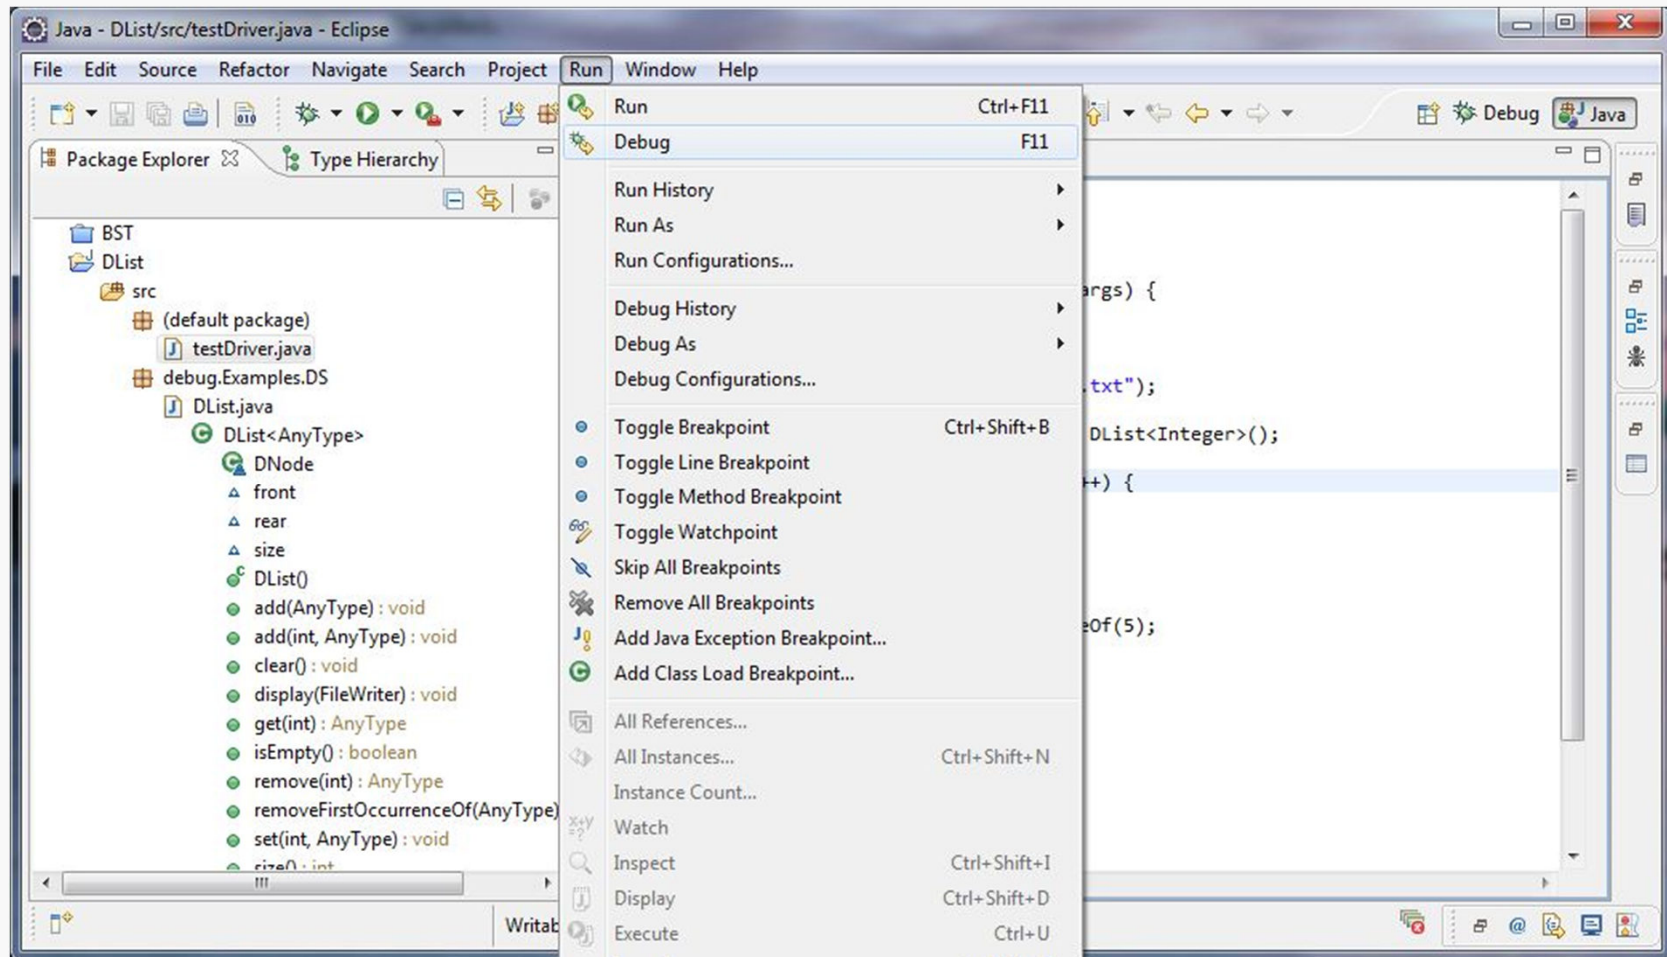 Java - DList/src/testDriver.java - Eclipse
File Edit Source Refactor Navigate Search Project Run Window Help
Debug Java
Package Explorer Type Hierarchy
BST
DList
src
(default package)
testDriver.java
debug.Examples.DS
DList.java
DList<AnyType>
DNode
front
rear
size
DList()
add(AnyType) : void
add(int, AnyType) : void
clear() : void
display(FileWriter) : void
get(int) : AnyType
isEmpty() : boolean
remove(int) : AnyType
removeFirstOccurrenceOf(AnyType)
set(int, AnyType) : void
size() : int
Run Ctrl+F11
Debug F11
Run History
Run As
Run Configurations...
Debug History
Debug As
Debug Configurations...
Toggle Breakpoint Ctrl+Shift+B
Toggle Line Breakpoint
Toggle Method Breakpoint
Toggle Watchpoint
Skip All Breakpoints
Remove All Breakpoints
Add Java Exception Breakpoint...
Add Class Load Breakpoint...
All References...
All Instances... Ctrl+Shift+N
Instance Count...
Watch
Inspect Ctrl+Shift+I
Display Ctrl+Shift+D
Execute Ctrl+U
args) {
.txt");
DList<Integer>();
++) {
eOf(5);
Writab